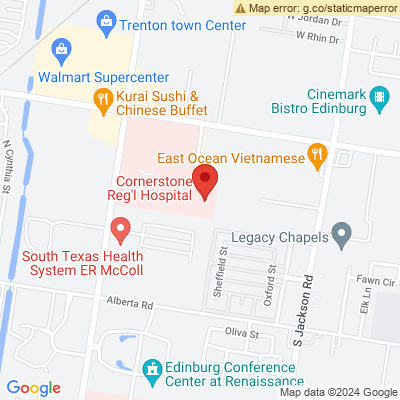 Map error: g.co/staticmaperror
Trenton town Center
W Jordan Dr
W Rhin Dr
Walmart Supercenter
Kurai Sushi &
Chinese Buffet
Cinemark
Bistro Edinburg
N Cynthia St
East Ocean Vietnamese
Cornerstone
Reg'l Hospital
South Texas Health
System ER McColl
Legacy Chapels
Sheffield St
Oxford St
S Jackson Rd
Fawn Cir
Elk Ln
Alberta Rd
Oliva St
Edinburg Conference
Center at Renaissance
Google
Map data ©2024 Google